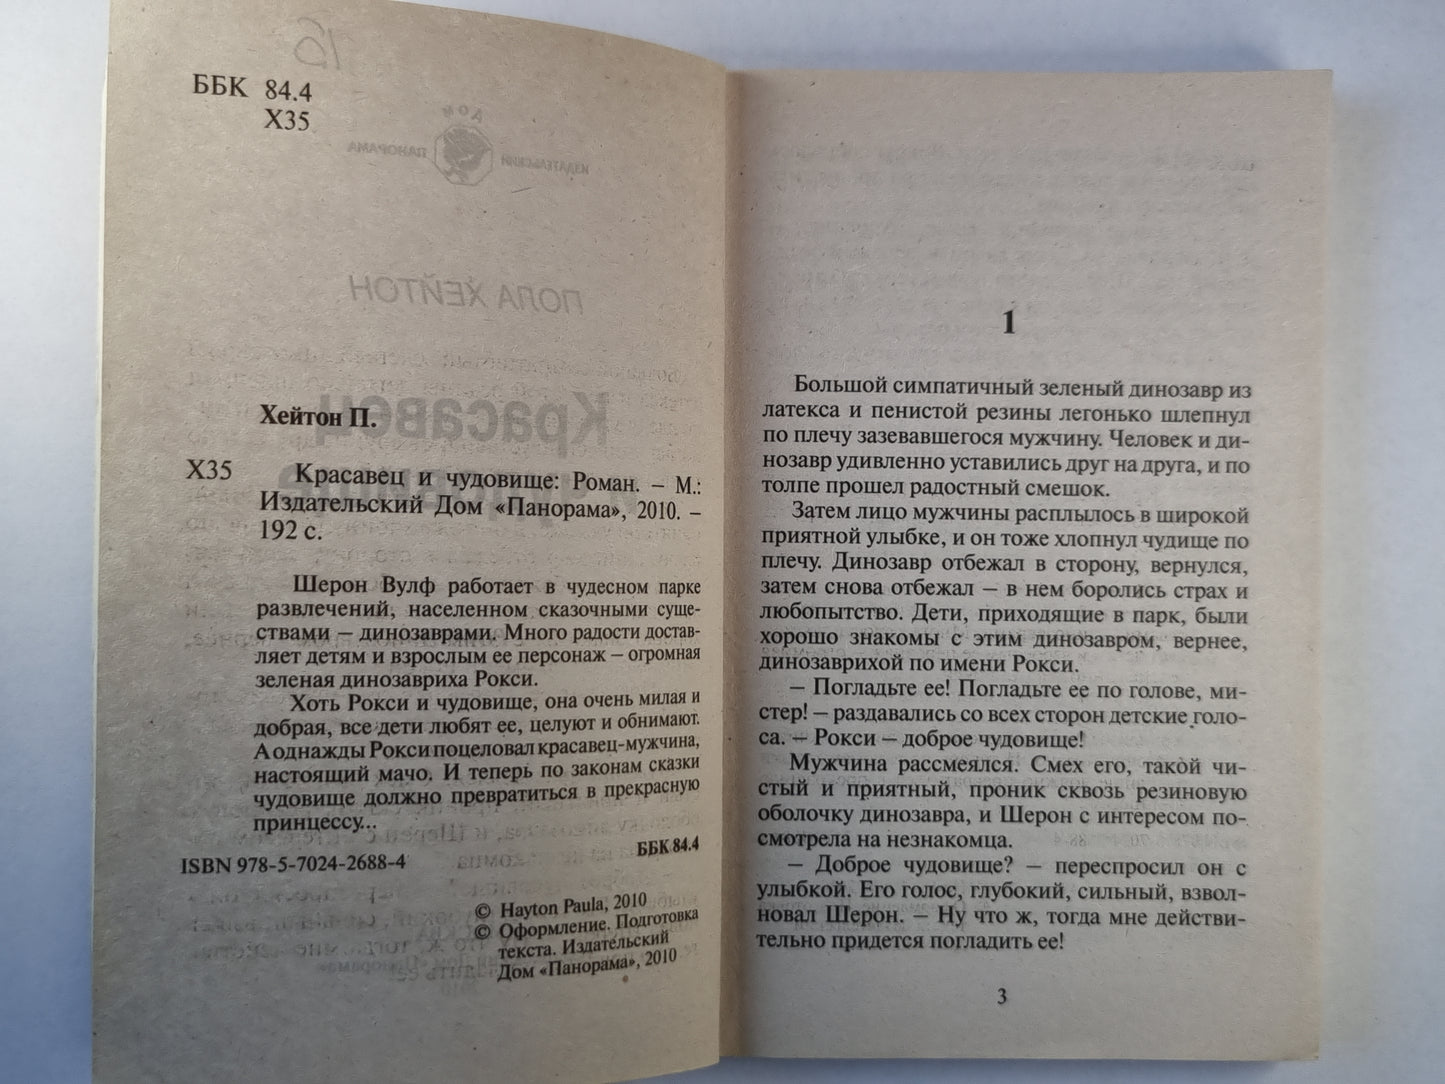 ББК 84.4
Х35
Хейтон П.
Х35 Красавец и чудовище: Роман. – М.:
Издательский Дом «Панорама», 2010. –
192 с.
Шерон Вулф работает в чудесном парке
развлечений, населенном сказочными суще-
ствами – динозаврами. Много радости достав-
ляет детям и взрослым ее персонаж – огромная
зеленая динозавриха Рокси.
Хоть Рокси и чудовище, она очень милая и
добрая, все дети любят ее, целуют и обнимают.
А однажды Рокси поцеловал красавец-мужчина,
настоящий мачо. И теперь по законам сказки
чудовище должно превратиться в прекрасную
принцессу...
ББК 84.4
ISBN 978-5-7024-2688-4
© Hayton Paula, 2010
© Оформление. Подготовка
текста. Издательский
Дом «Панорама», 2010
1
Большой симпатичный зеленый динозавр из
латекса и пенистой резины легонько шлепнул
по плечу зазевавшегося мужчину. Человек и ди-
нозавр удивленно уставились друг на друга, и по
толпе прошел радостный смешок.
Затем лицо мужчины расплылось в широкой
приятной улыбке, и он тоже хлопнул чудище по
плечу. Динозавр отбежал в сторону, вернулся,
затем снова отбежал – в нем боролись страх и
любопытство. Дети, приходящие в парк, были
хорошо знакомы с этим динозавром, вернее,
динозаврихой по имени Рокси.
– Погладьте ее! Погладьте ее по голове, ми-
стер! – раздавались со всех сторон детские голо-
са. – Рокси – доброе чудовище!
Мужчина рассмеялся. Смех его, такой чи-
стый и приятный, проник сквозь резиновую
оболочку динозавра, и Шерон с интересом по-
смотрела на незнакомца.
– Доброе чудовище? – переспросил он с
улыбкой. Его голос, глубокий, сильный, взвол-
новал Шерон. – Ну что ж, тогда мне действи-
тельно придется погладить ее!
3